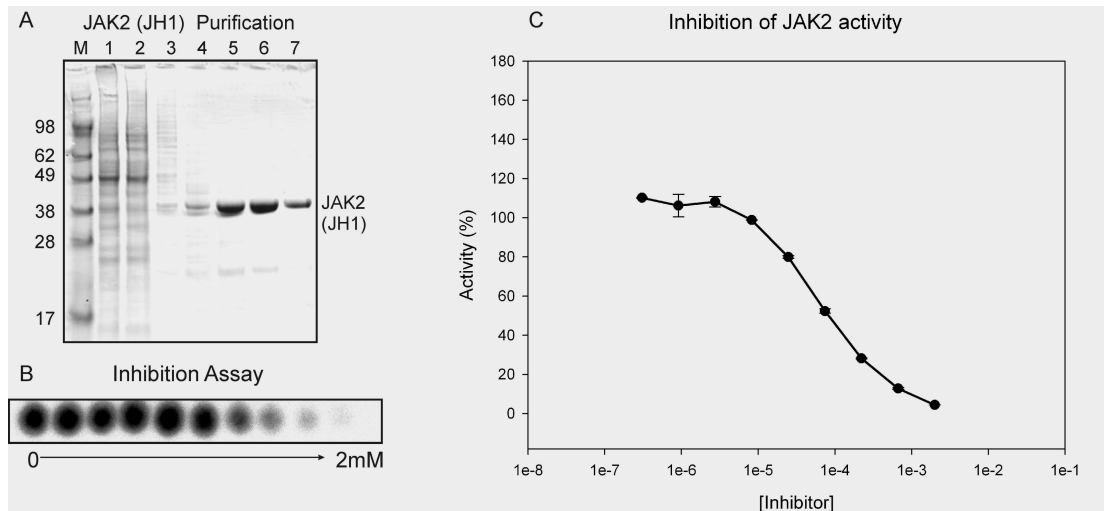 A
JAK2 (JH1) Purification
M 1 2 3 4 5 6 7
98
62
49
38
28
17
JAK2
(JH1)
B
Inhibition Assay
0 2mM
C
Inhibition of JAK2 activity
Activity (%)
180
160
140
120
100
80
60
40
20
0
1e-8 1e-7 1e-6 1e-5 1e-4 1e-3 1e-2 1e-1
[Inhibitor]